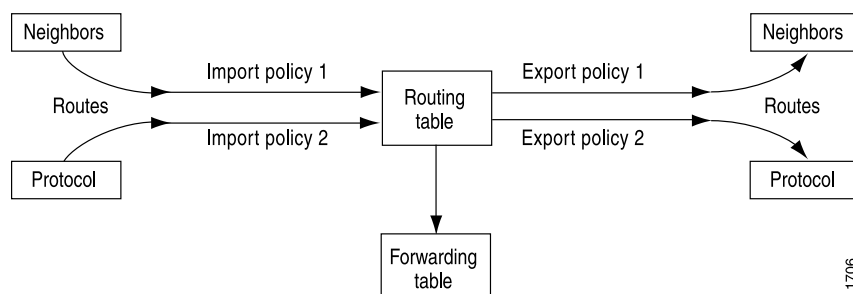 Neighbors
Neighbors
Import policy 1
Export policy 1
Routes
Routing
table
Routes
Import policy 2
Export policy 2
Protocol
Protocol
Forwarding
table
1706